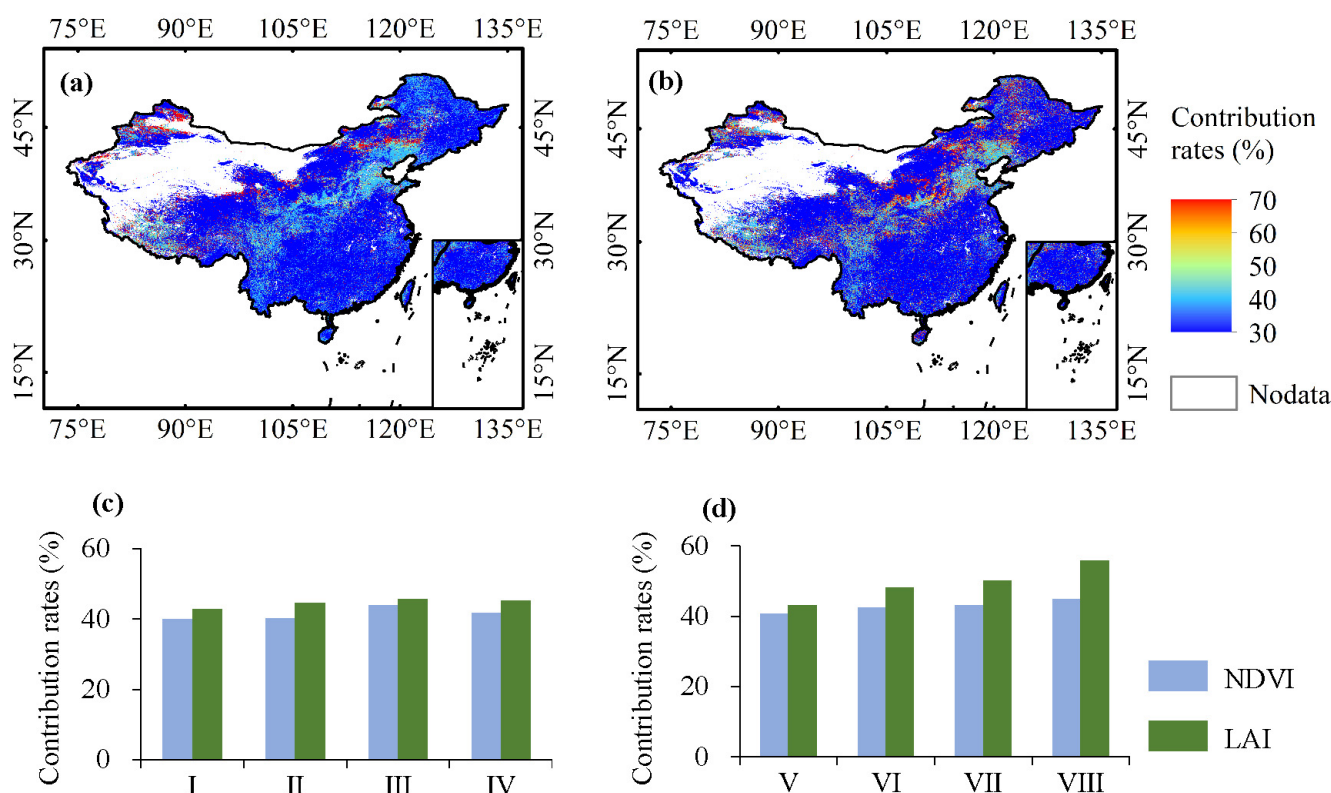 75°E 90°E 105°E 120°E 135°E
75°E 90°E 105°E 120°E 135°E
(a)
45°N
30°N
15°N
45°N
30°N
15°N
75°E 90°E 105°E 120°E 135°E
(b)
45°N
30°N
15°N
45°N
30°N
15°N
75°E 90°E 105°E 120°E 135°E
Contribution
rates (%)
70
60
50
40
30
Nodata
(c)
Contribution rates (%)
60
40
20
0
I II III IV
(d)
Contribution rates (%)
60
40
20
0
V VI VII VIII
NDVI
LAI